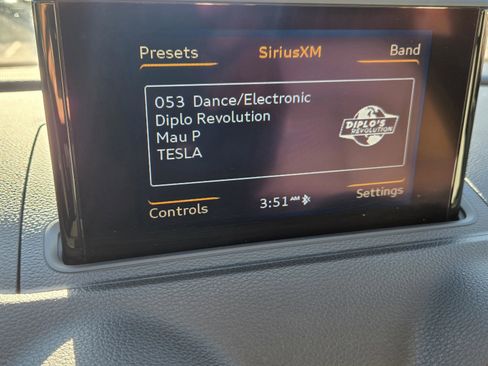 Presets SiriusXM Band
053 Dance/Electronic
Diplo Revolution
Mau P
TESLA
DIPLO'S
REVOLUTION
Controls 3:51 AM Settings